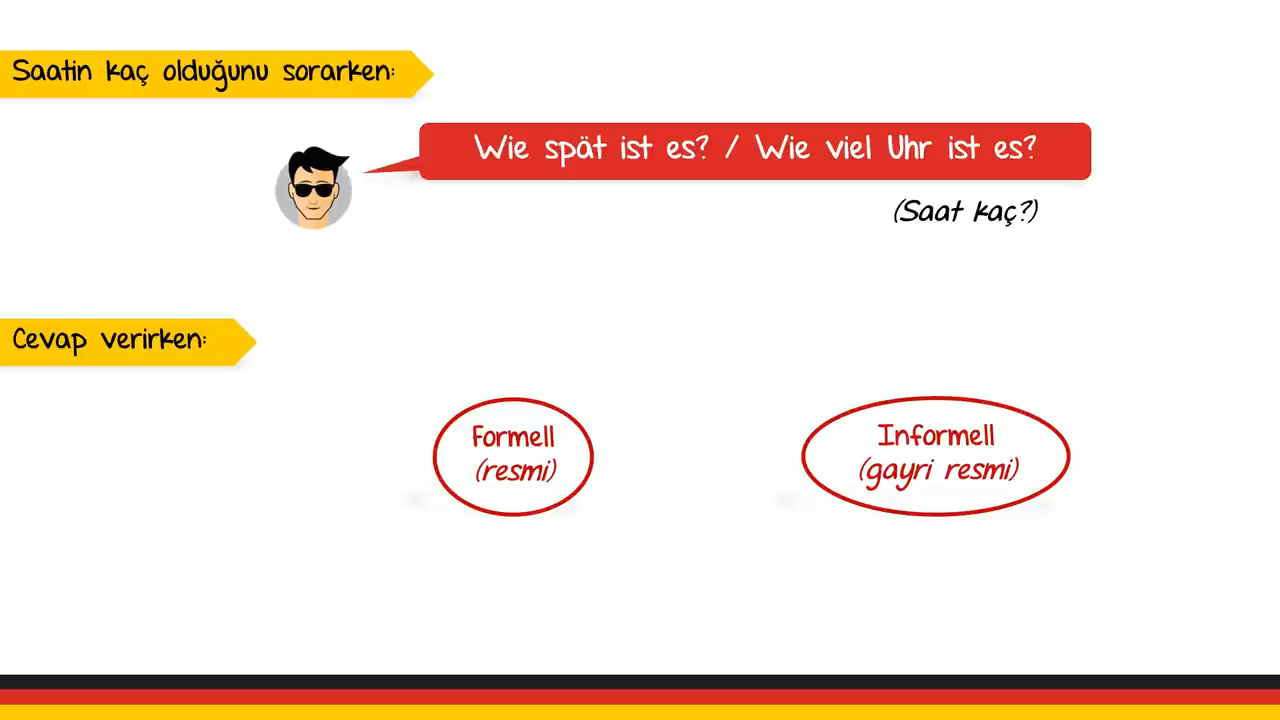 Saatin kaç olduğunu sorarken:
Wie spät ist es? / Wie viel Uhr ist es?
(Saat kaç?)
Cevap verirken:
Formell
(resmi)
Informell
(gayri resmi)